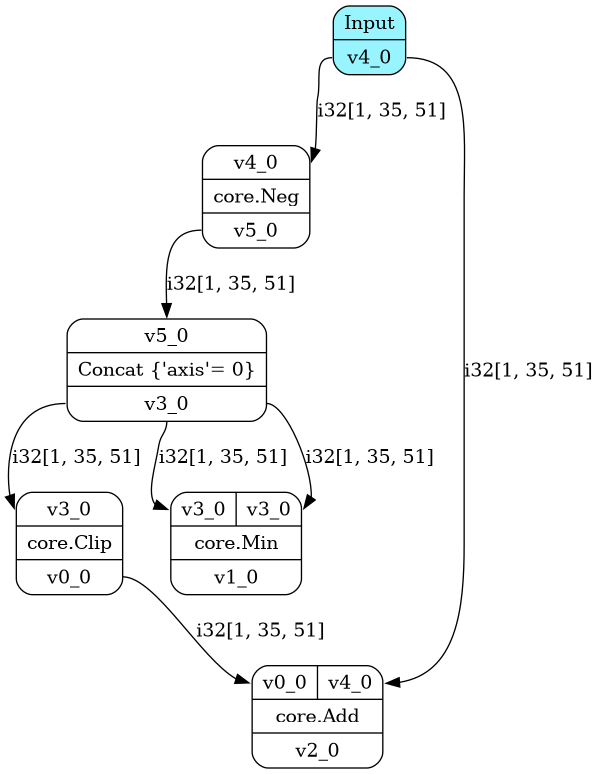 Input
v4_0
i32[1, 35, 51]
v4_0
core.Neg
v5_0
i32[1, 35, 51]
v5_0
Concat {'axis'= 0}
v3_0
i32[1, 35, 51]
i32[1, 35, 51]
i32[1, 35, 51]
i32[1, 35, 51]
v3_0
core.Clip
v0_0
v3_0 v3_0
core.Min
v1_0
i32[1, 35, 51]
v0_0 v4_0
core.Add
v2_0